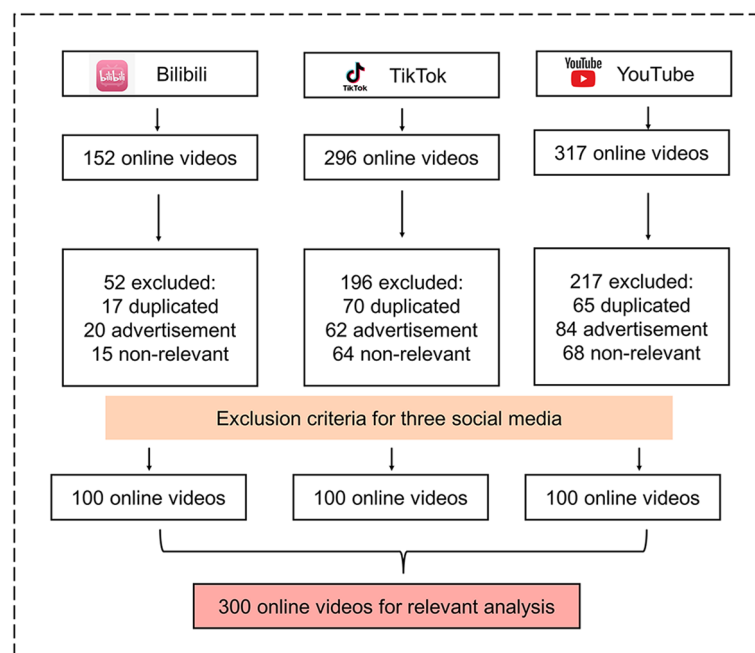 bilibili
Bilibili
TikTok
TikTok
YouTube
YouTube
152 online videos
296 online videos
317 online videos
52 excluded:
17 duplicated
20 advertisement
15 non-relevant
196 excluded:
70 duplicated
62 advertisement
64 non-relevant
217 excluded:
65 duplicated
84 advertisement
68 non-relevant
Exclusion criteria for three social media
100 online videos
100 online videos
100 online videos
300 online videos for relevant analysis